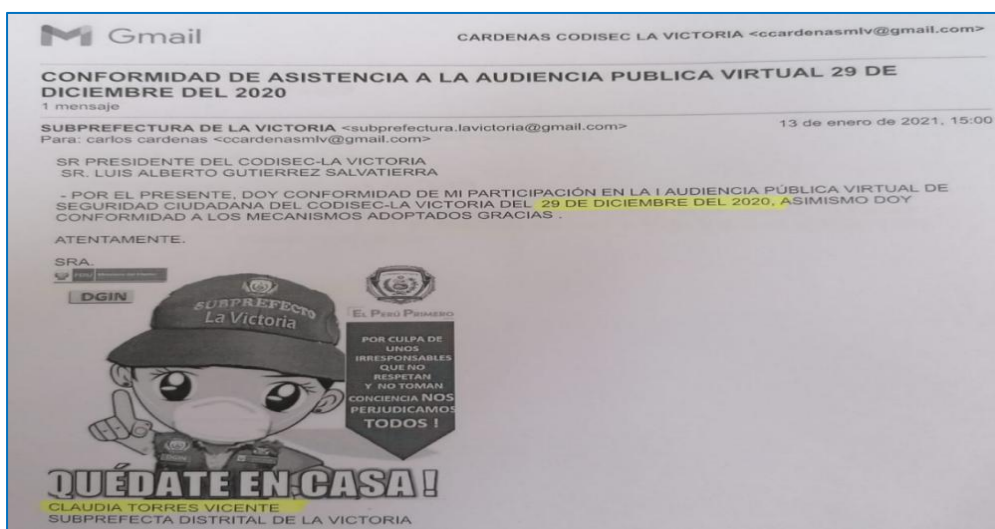 Gmail
CARDENAS CODISEC LA VICTORIA <ccardenasmlv@gmail.com>
CONFORMIDAD DE ASISTENCIA A LA AUDIENCIA PUBLICA VIRTUAL 29 DE
DICIEMBRE DEL 2020
1 mensaje
SUBPREFECTURA DE LA VICTORIA <subprefectura.lavictoria@gmail.com>
13 de enero de 2021, 15:00
Para: carlos cardenas <ccardenasmlv@gmail.com>
SR PRESIDENTE DEL CODISEC-LA VICTORIA
SR. LUIS ALBERTO GUTIERREZ SALVATIERRA
- POR EL PRESENTE, DOY CONFORMIDAD DE MI PARTICIPACIÓN EN LA I AUDIENCIA PÚBLICA VIRTUAL DE
SEGURIDAD CIUDADANA DEL CODISEC-LA VICTORIA DEL 29 DE DICIEMBRE DEL 2020, ASIMISMO DOY
CONFORMIDAD A LOS MECANISMOS ADOPTADOS GRACIAS .
ATENTAMENTE.
SRA.
PERÚ Ministerio del Interior
DGIN
SUBPREFECTO
La Victoria
EL PERÚ PRIMERO
POR CULPA DE
UNOS
IRRESPONSABLES
QUE NO
RESPETAN
Y NO TOMAN
CONCIENCIA NOS
PERJUDICAMOS
TODOS !
QUÉDATE EN CASA !
CLAUDIA TORRES VICENTE
SUBPREFECTA DISTRITAL DE LA VICTORIA